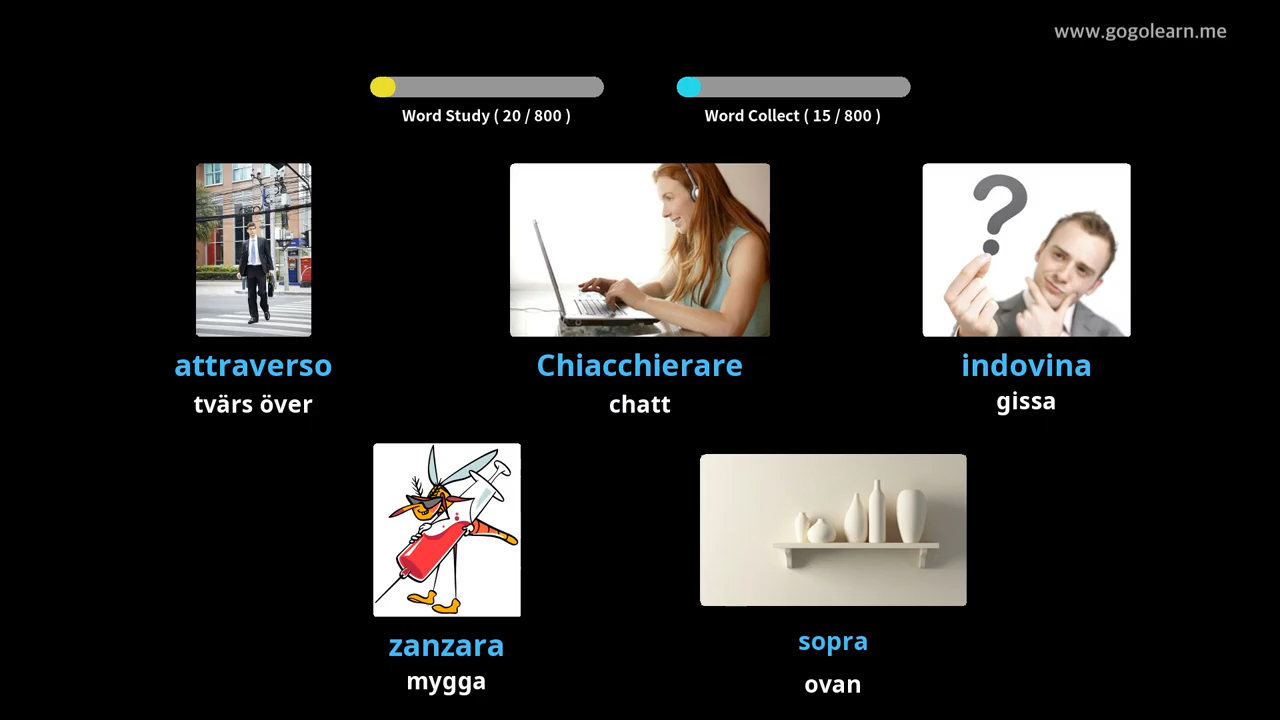 www.gogolearn.me
Word Study ( 20 / 800 )
Word Collect ( 15 / 800 )
attraverso
tvärs över
Chiacchierare
chatt
indovina
gissa
zanzara
mygga
sopra
ovan